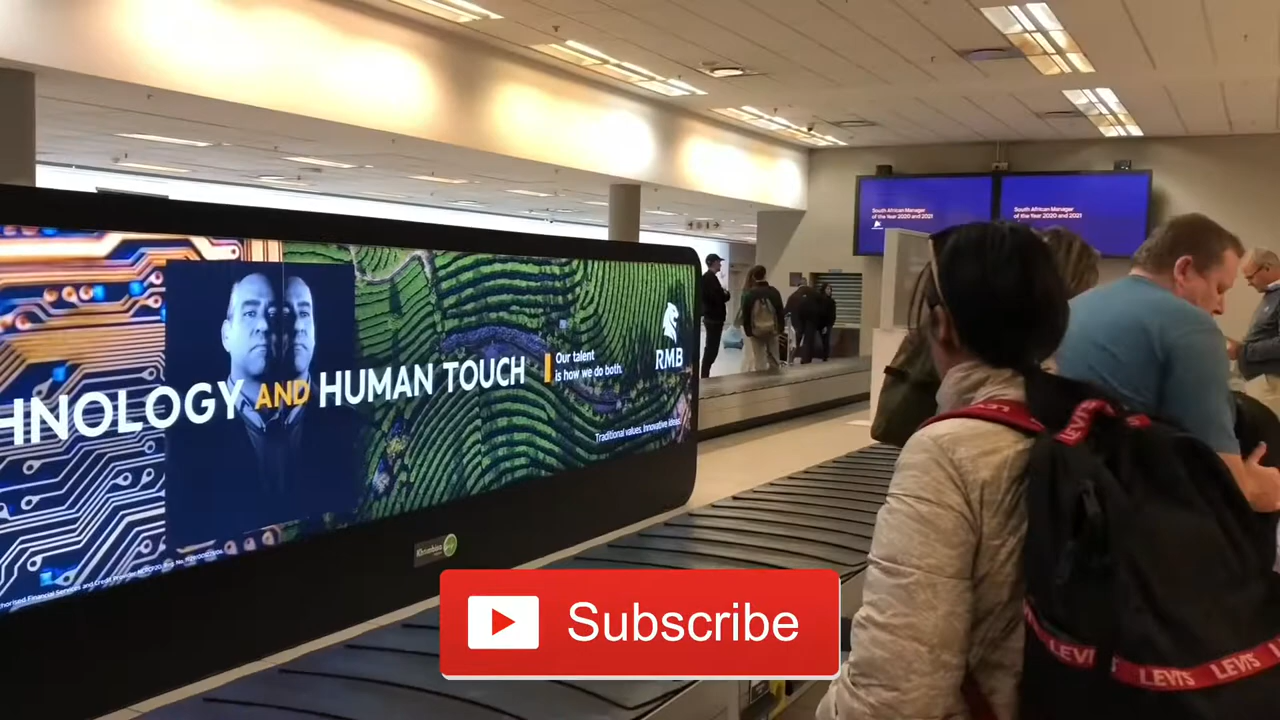 South African Manager
of the Year 2020 and 2021
South African Manager
of the Year 2020 and 2021
HNOLOGY AND HUMAN TOUCH
Our talent
is how we do both.
RMB
Traditional values. Innovative ideas.
Subscribe
LEVI
LEVI'S
LEVI'S